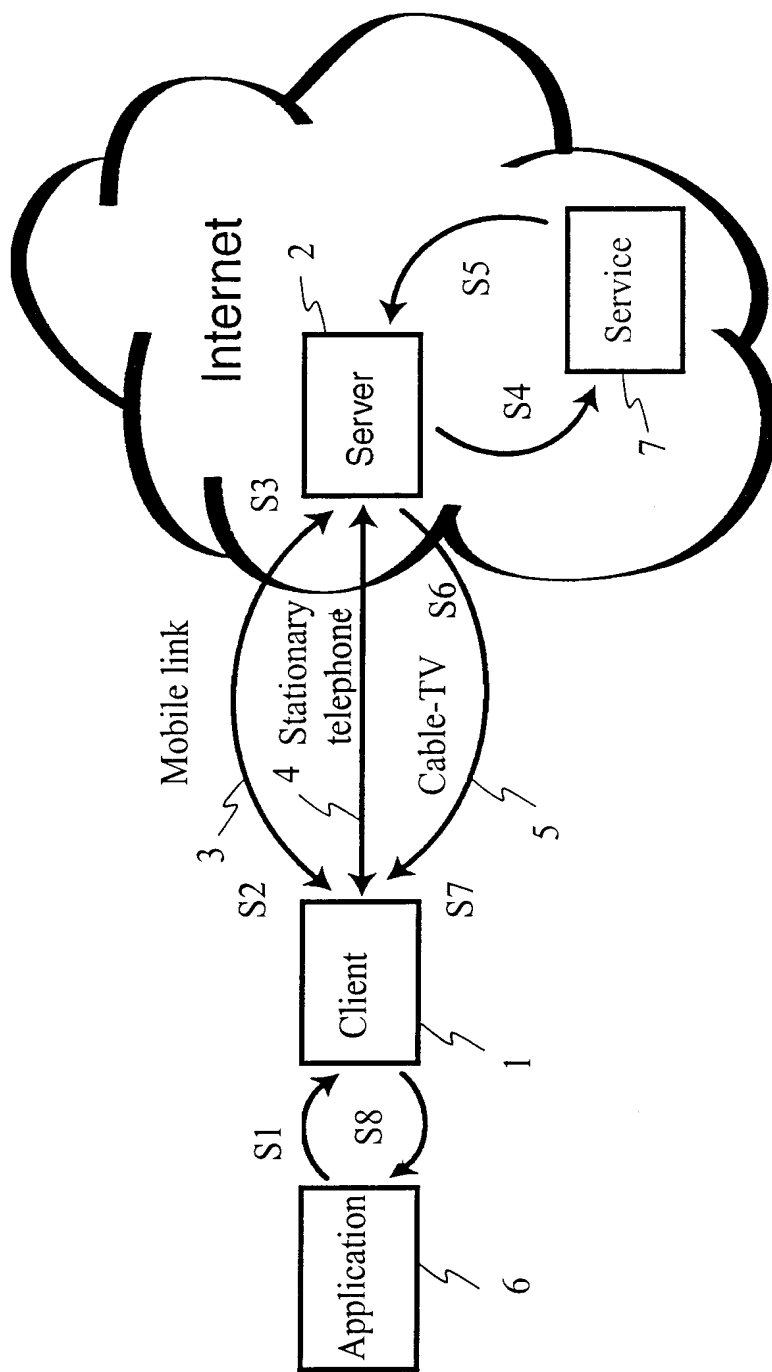 Internet
Mobile link
3
S2
S3
2
Server
4
Stationary
telephone
Cable-TV
5
S6
S7
S1
S8
Client
1
Application
6
S5
S4
Service
7